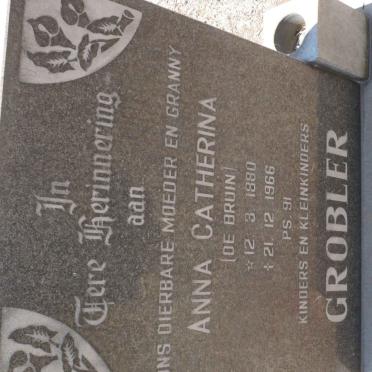 In
Tere Herinnering
aan
ONS DIERBARE MOEDER EN GRANNY
ANNA CATHERINA
(DE BRUIN)
☆12 3 1880
+21 12 1966
PS. 91
KINDERS EN KLEINKINDERS
GROBLER